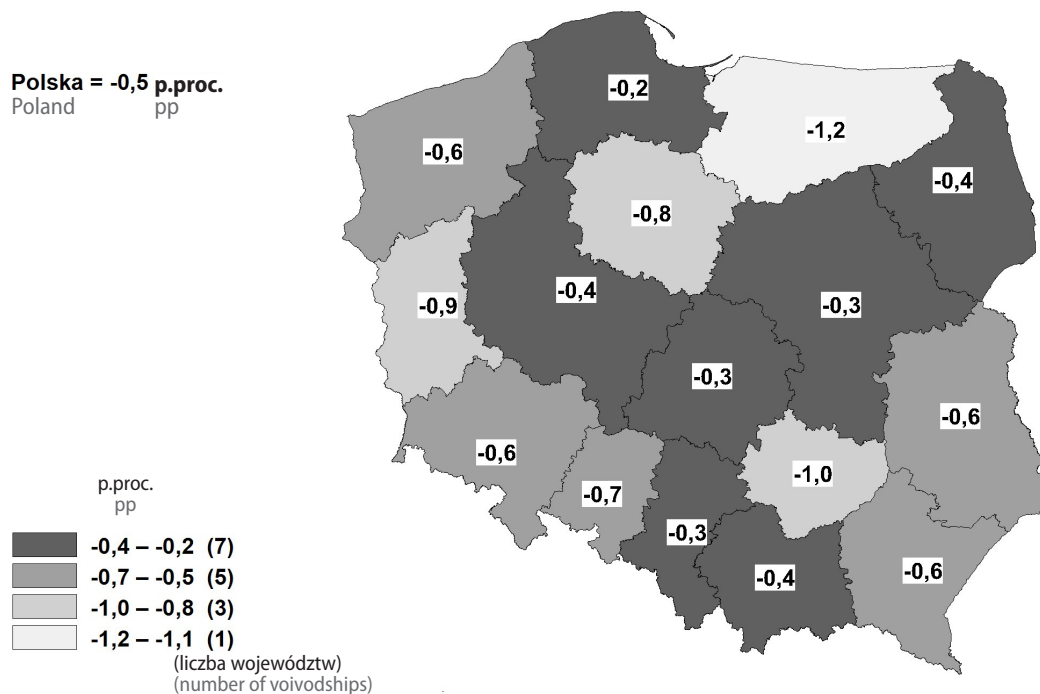 Polska = -0,5 p.proc.
Poland pp
-0,2
-1,2
-0,6
-0,4
-0,8
-0,4
-0,9
-0,3
-0,3
-0,6
-0,6
-1,0
-0,7
-0,3
-0,4
-0,6
p.proc.
pp
-0,4 – -0,2 (7)
-0,7 – -0,5 (5)
-1,0 – -0,8 (3)
-1,2 – -1,1 (1)
(liczba województw)
(number of voivodships)